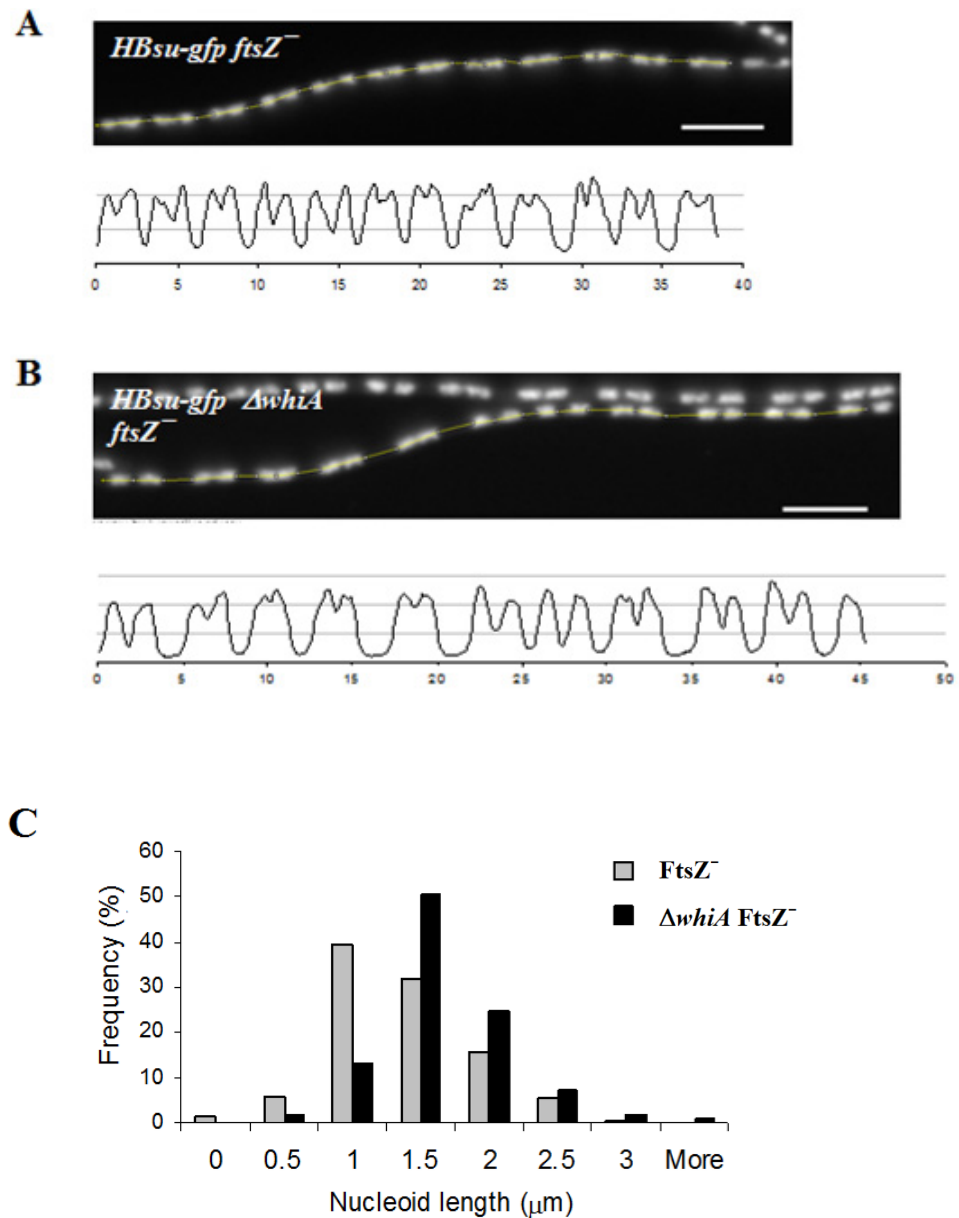 A
HBsu-gfp ftsZ⁻
0 5 10 15 20 25 30 35 40
B
HBsu-gfp ΔwhiA
ftsZ⁻
0 5 10 15 20 25 30 35 40 45 50
C
60
50
40
30
20
10
0
Frequency (%)
FtsZ⁻
ΔwhiA FtsZ⁻
0 0.5 1 1.5 2 2.5 3 More
Nucleoid length (μm)